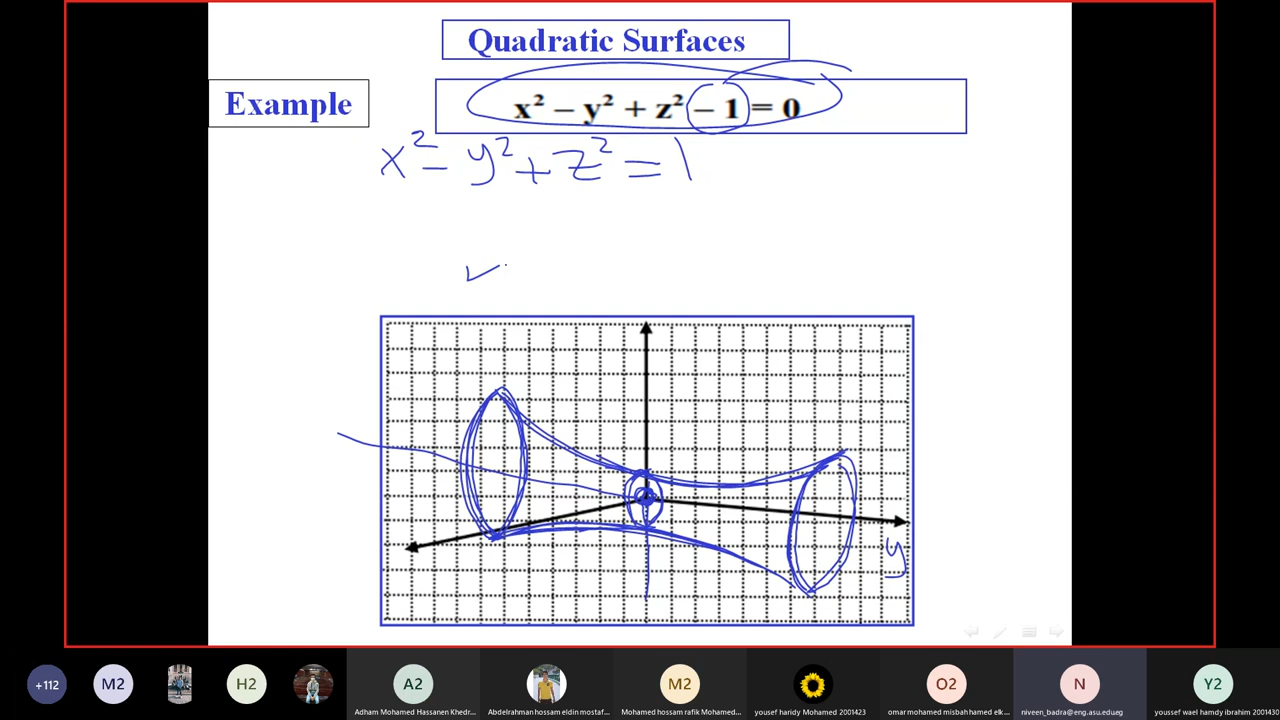 Quadratic Surfaces
Example
x² – y² + z² – 1 = 0
x² – y² + z² = 1
y
+112
M2
H2
A2
M2
O2
N
Y2
Adham Mohamed Hassanen Khedr...
Abdelrahman hossam eldin mostaf...
Mohamed hossam rafik Mohamed...
yousef haridy Mohamed 2001423
omar mohamed misbah hamed elk...
niveen_badra@eng.asu.edueg
youssef wael hamdy ibrahim 2001430